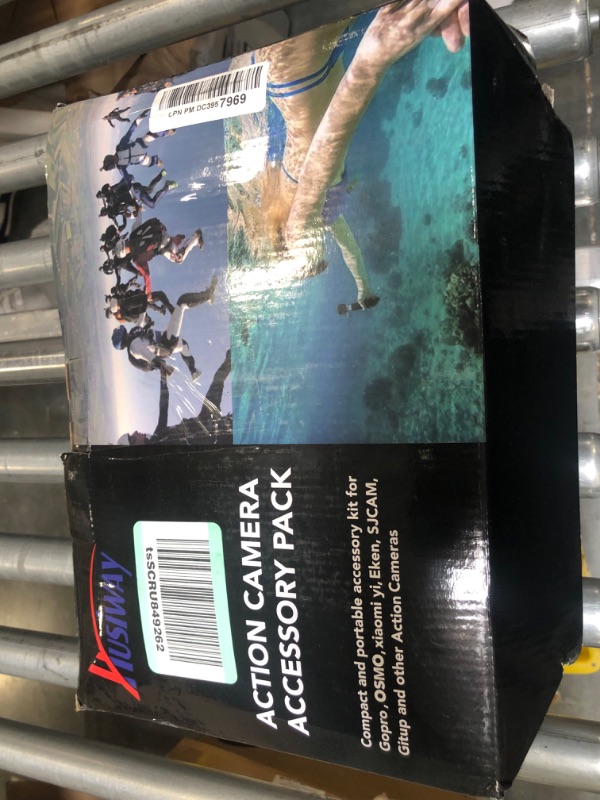 Husiway
tsSCRU849262
ACTION CAMERA
ACCESSORY PACK
Compact and portable accessory kit for
Gopro, OSMO, xiaomi yi, Eken, SJCAM,
Gitup and other Action Cameras
LPN PM DC395 7969